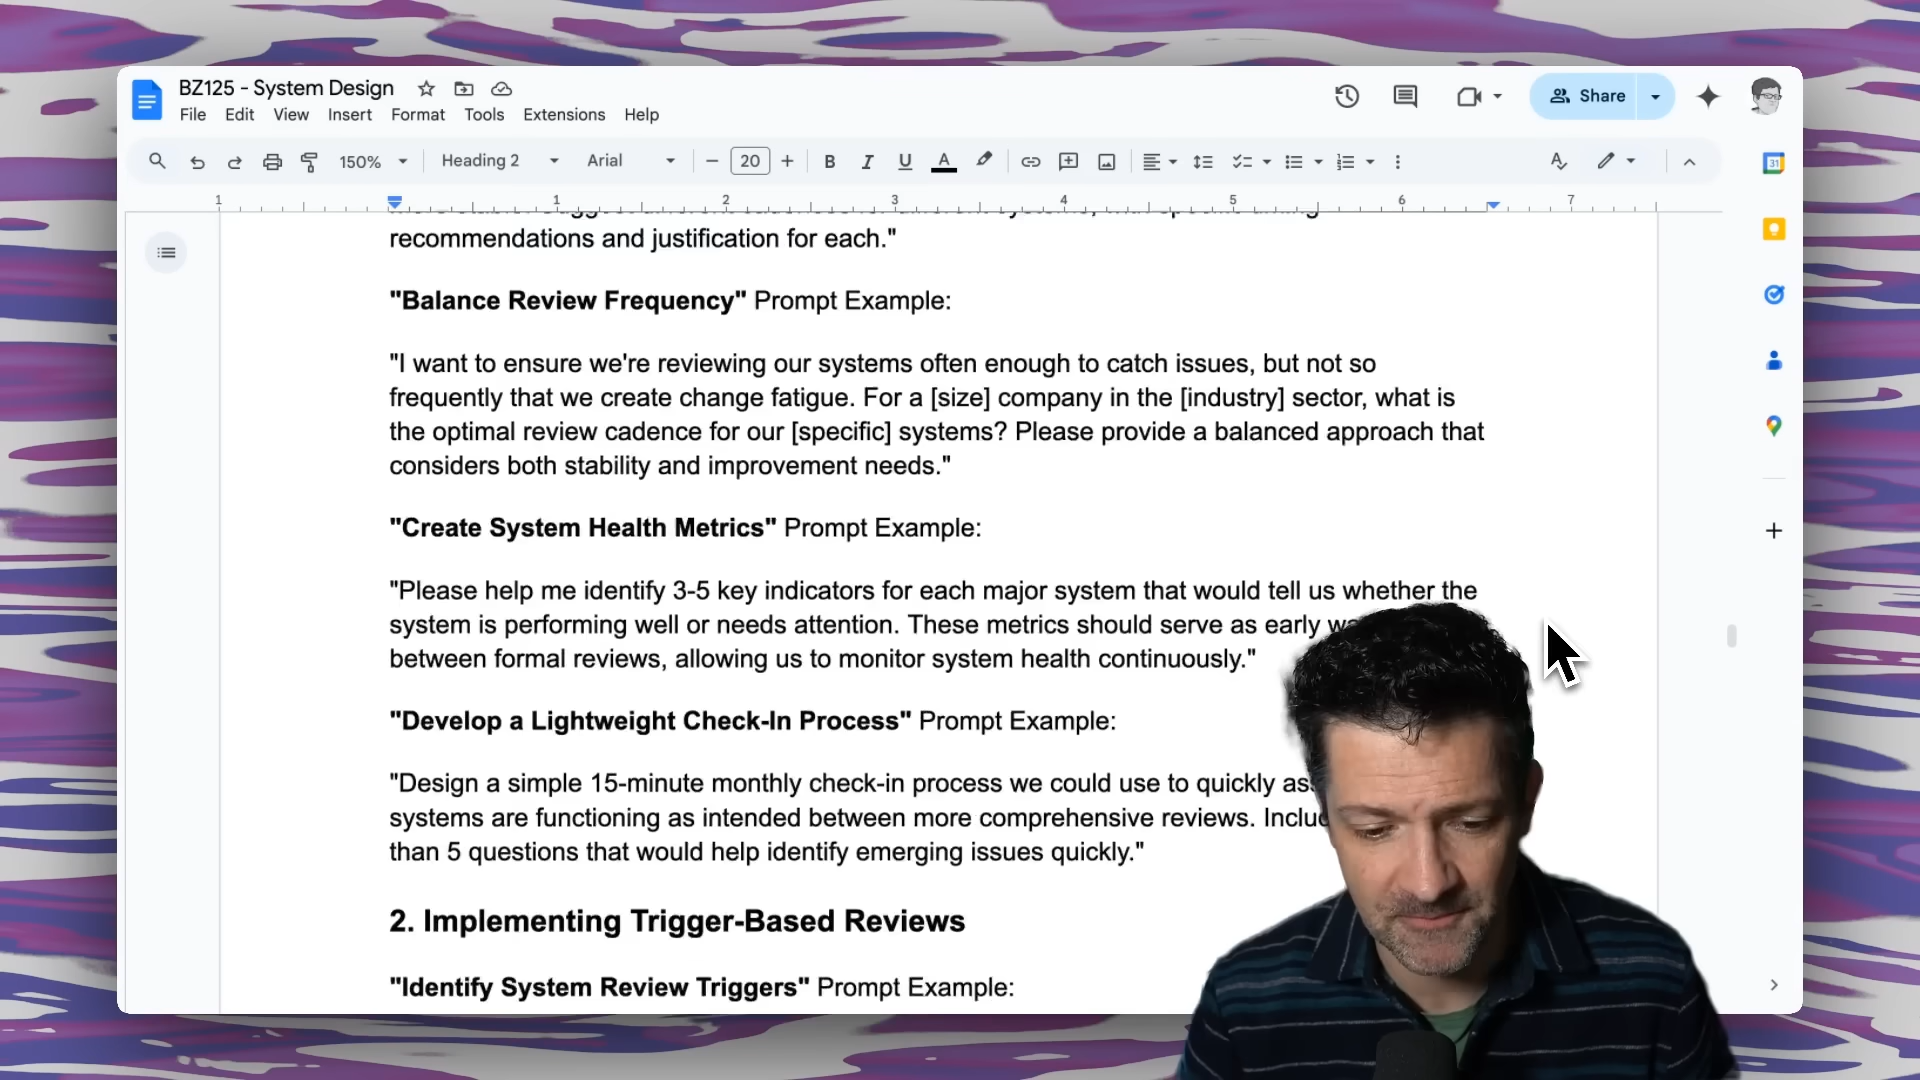 BZ125 - System Design
File Edit View Insert Format Tools Extensions Help
Share
150% Heading 2 Arial 20
1 1 2 3 4 5 6 7
31
recommendations and justification for each."
"Balance Review Frequency" Prompt Example:
"I want to ensure we're reviewing our systems often enough to catch issues, but not so
frequently that we create change fatigue. For a [size] company in the [industry] sector, what is
the optimal review cadence for our [specific] systems? Please provide a balanced approach that
considers both stability and improvement needs."
"Create System Health Metrics" Prompt Example:
"Please help me identify 3-5 key indicators for each major system that would tell us whether the
system is performing well or needs attention. These metrics should serve as early
between formal reviews, allowing us to monitor system health continuously."
"Develop a Lightweight Check-In Process" Prompt Example:
"Design a simple 15-minute monthly check-in process we could use to quickly
systems are functioning as intended between more comprehensive reviews.
than 5 questions that would help identify emerging issues quickly."
2. Implementing Trigger-Based Reviews
"Identify System Review Triggers" Prompt Example: